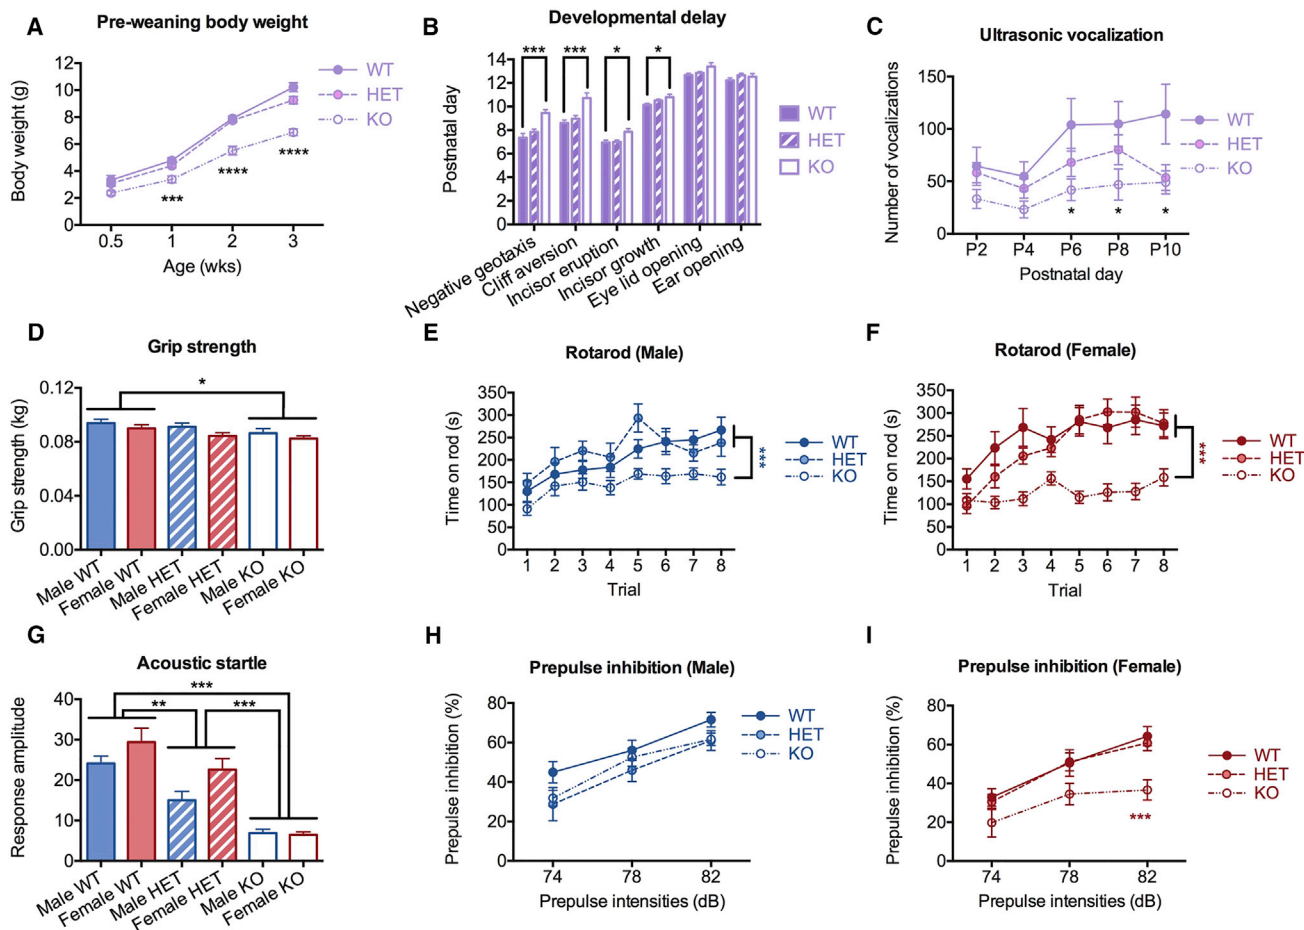 A
Pre-weaning body weight
Body weight (g)
12
10
8
6
4
2
0
0.5
1
2
3
Age (wks)
***
****
****
WT
HET
KO
B
Developmental delay
Postnatal day
14
12
10
8
6
4
2
0
***
***
*
*
Negative geotaxis
Cliff aversion
Incisor eruption
Incisor growth
Eye lid opening
Ear opening
WT
HET
KO
C
Ultrasonic vocalization
Number of vocalizations
150
100
50
0
*
*
*
P2
P4
P6
P8
P10
Postnatal day
WT
HET
KO
D
Grip strength
Grip strength (kg)
0.12
0.08
0.04
0.00
*
Male WT
Female WT
Male HET
Female HET
Male KO
Female KO
E
Rotarod (Male)
Time on rod (s)
350
300
250
200
150
100
50
0
1
2
3
4
5
6
7
8
Trial
***
WT
HET
KO
F
Rotarod (Female)
Time on rod (s)
350
300
250
200
150
100
50
0
1
2
3
4
5
6
7
8
Trial
***
WT
HET
KO
G
Acoustic startle
Response amplitude
40
30
20
10
0
***
**
***
Male WT
Female WT
Male HET
Female HET
Male KO
Female KO
H
Prepulse inhibition (Male)
Prepulse inhibition (%)
80
60
40
20
0
74
78
82
Prepulse intensities (dB)
WT
HET
KO
I
Prepulse inhibition (Female)
Prepulse inhibition (%)
80
60
40
20
0
***
74
78
82
Prepulse intensities (dB)
WT
HET
KO